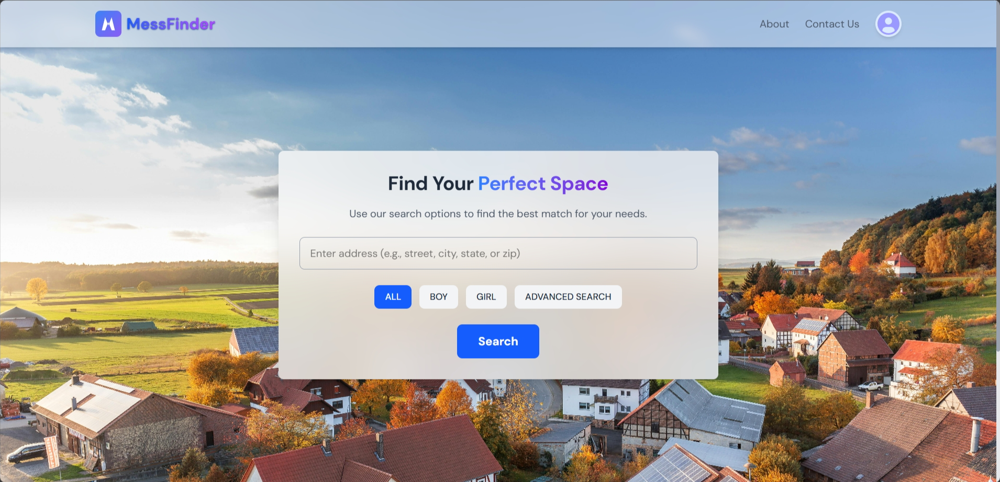 MessFinder
About
Contact Us
Find Your Perfect Space
Use our search options to find the best match for your needs.
Enter address (e.g., street, city, state, or zip)
ALL
BOY
GIRL
ADVANCED SEARCH
Search